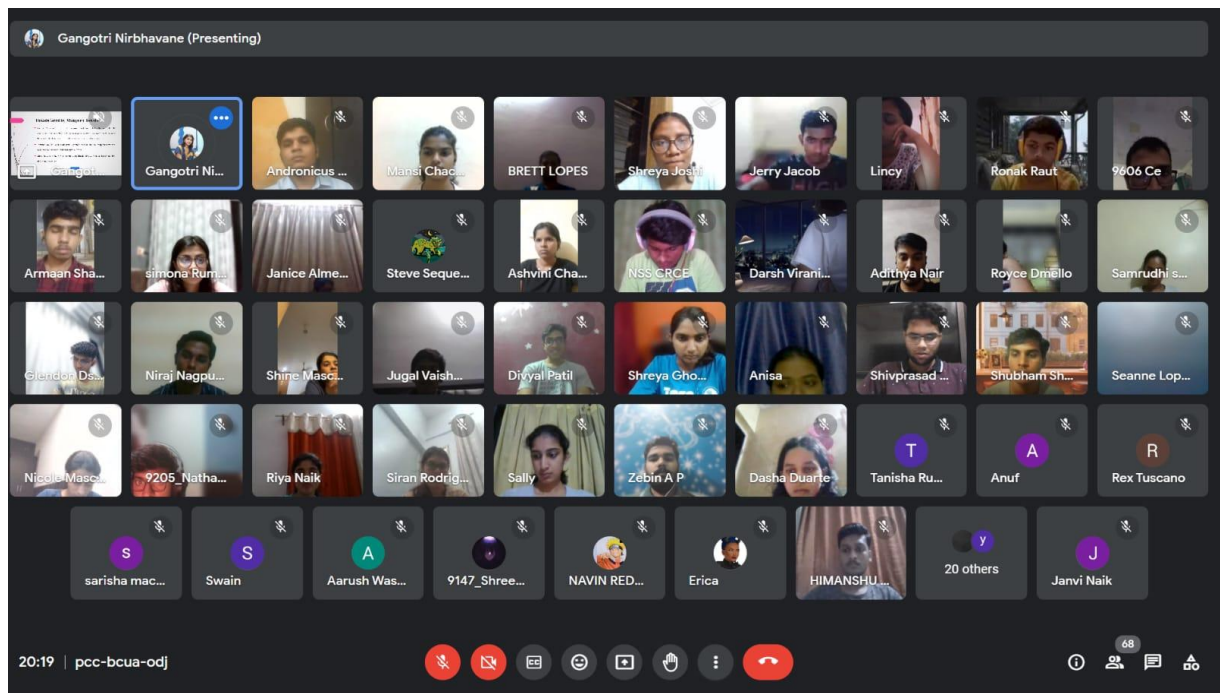 Gangotri Nirbhavane (Presenting)
Gangot...
Gangotri Ni...
Andronicus ...
Mansi Chac...
BRETT LOPES
Shreya Joshi
Jerry Jacob
Lincy
Ronak Raut
9606 Ce
Armaan Sha...
simona Rum...
Janice Alme...
Steve Seque...
Ashvini Cha...
NSS CRCE
Darsh Virani...
Adithya Nair
Royce Dmello
Samrudhi s...
Glendon Ds...
Niraj Nagpu...
Shine Masc...
Jugal Vaish...
Divyal Patil
Shreya Gho...
Anisa
Shivprasad ...
Shubham Sh...
Seanne Lop...
Nicole Masc...
9205_Natha...
Riya Naik
Siran Rodrig...
Sally
Zebin A P
Dasha Duarte
T
Tanisha Ru...
A
Anuf
R
Rex Tuscano
s
sarisha mac...
S
Swain
A
Aarush Was...
9147_Shree...
NAVIN RED...
Erica
HIMANSHU ...
y
20 others
J
Janvi Naik
20:19 | pcc-bcua-odj
CC
68